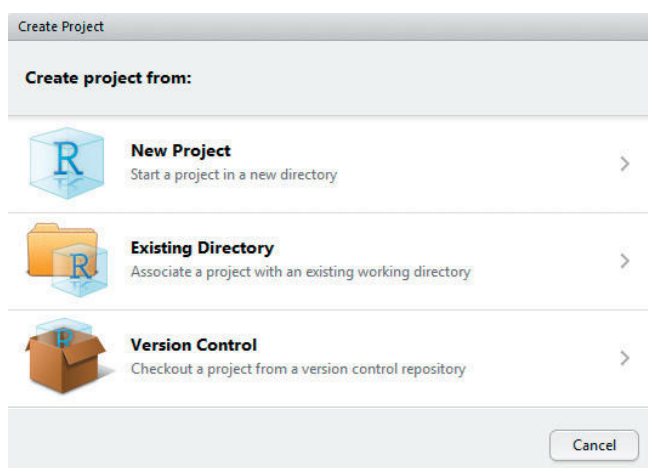 Create Project
Create project from:
R
New Project
Start a project in a new directory
R
Existing Directory
Associate a project with an existing working directory
R
Version Control
Checkout a project from a version control repository
Cancel